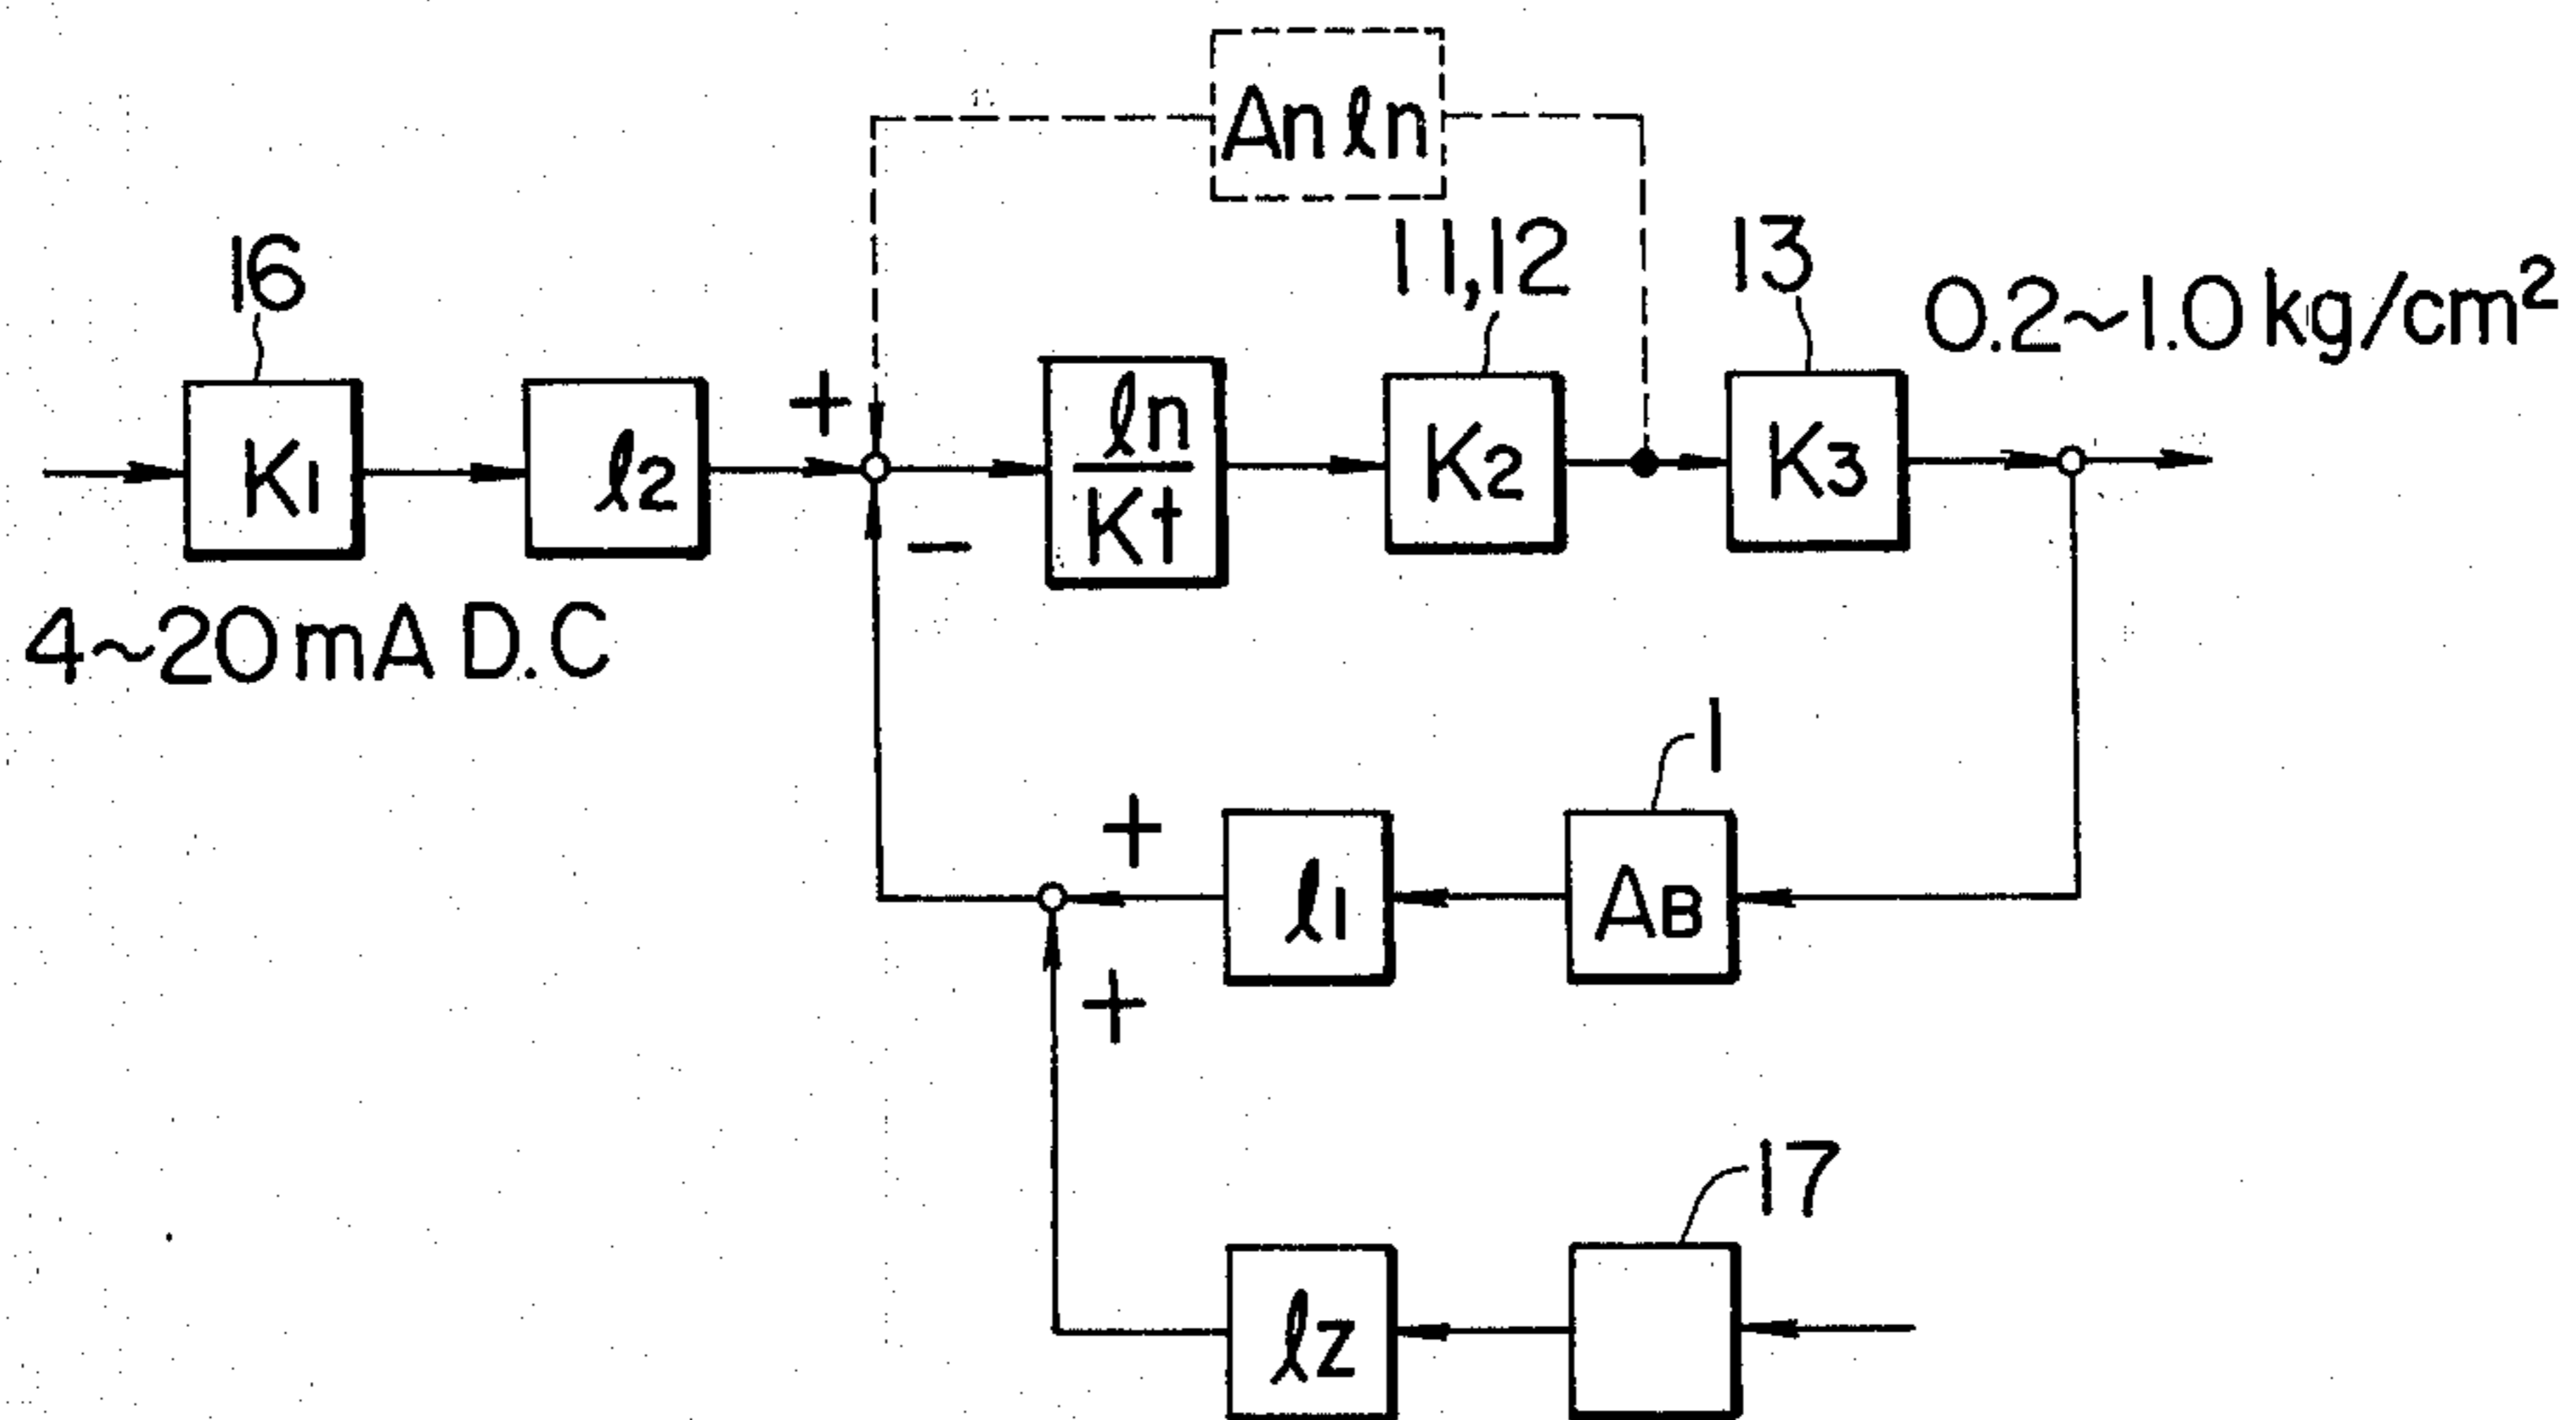 An ℓn
16
11,12
13
0.2~1.0 kg/cm²
+
K1
ℓ2
ℓn
Kt
K2
K3
−
4~20 mA D.C
1
+
ℓ1
AB
+
17
ℓz